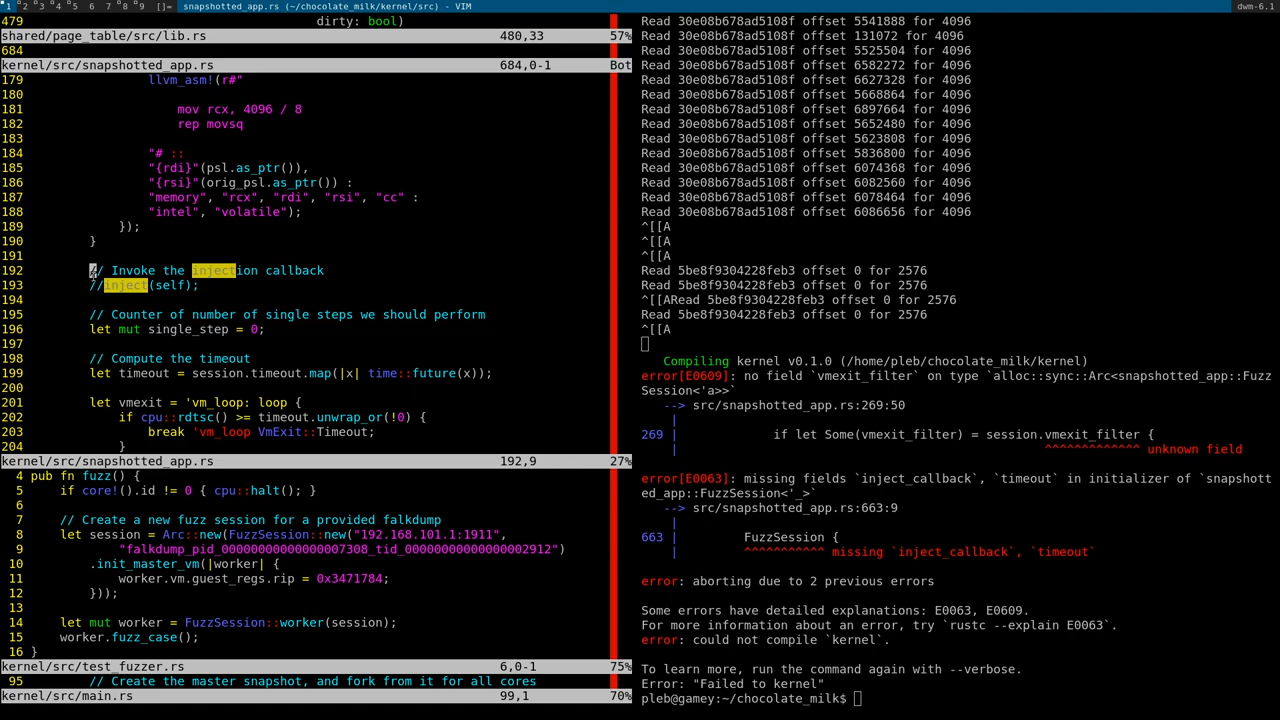 1 2 3 4 5 6 7 8 9 []= snapshotted_app.rs (~/chocolate_milk/kernel/src) - VIM dwm-6.1
479 dirty: bool)
shared/page_table/src/lib.rs 480,33 57%
684
kernel/src/snapshotted_app.rs 684,0-1 Bot
179 llvm_asm!(r#"
180
181 mov rcx, 4096 / 8
182 rep movsq
183
184 "# ::
185 "{rdi}"(psl.as_ptr()),
186 "{rsi}"(orig_psl.as_ptr()) :
187 "memory", "rcx", "rdi", "rsi", "cc" :
188 "intel", "volatile");
189 });
190 }
191
192 // Invoke the injection callback
193 //inject(self);
194
195 // Counter of number of single steps we should perform
196 let mut single_step = 0;
197
198 // Compute the timeout
199 let timeout = session.timeout.map(|x| time::future(x));
200
201 let vmexit = 'vm_loop: loop {
202 if cpu::rdtsc() >= timeout.unwrap_or(!0) {
203 break 'vm_loop VmExit::Timeout;
204 }
kernel/src/snapshotted_app.rs 192,9 27%
4 pub fn fuzz() {
5 if core!().id != 0 { cpu::halt(); }
6
7 // Create a new fuzz session for a provided falkdump
8 let session = Arc::new(FuzzSession::new("192.168.101.1:1911",
9 "falkdump_pid_00000000000000007308_tid_00000000000000002912")
10 .init_master_vm(|worker| {
11 worker.vm.guest_regs.rip = 0x3471784;
12 }));
13
14 let mut worker = FuzzSession::worker(session);
15 worker.fuzz_case();
16 }
kernel/src/test_fuzzer.rs 6,0-1 75%
95 // Create the master snapshot, and fork from it for all cores
kernel/src/main.rs 99,1 70%
Read 30e08b678ad5108f offset 5541888 for 4096
Read 30e08b678ad5108f offset 131072 for 4096
Read 30e08b678ad5108f offset 5525504 for 4096
Read 30e08b678ad5108f offset 6582272 for 4096
Read 30e08b678ad5108f offset 6627328 for 4096
Read 30e08b678ad5108f offset 5668864 for 4096
Read 30e08b678ad5108f offset 6897664 for 4096
Read 30e08b678ad5108f offset 5652480 for 4096
Read 30e08b678ad5108f offset 5623808 for 4096
Read 30e08b678ad5108f offset 5836800 for 4096
Read 30e08b678ad5108f offset 6074368 for 4096
Read 30e08b678ad5108f offset 6082560 for 4096
Read 30e08b678ad5108f offset 6078464 for 4096
Read 30e08b678ad5108f offset 6086656 for 4096
^[[A
^[[A
^[[A
Read 5be8f9304228feb3 offset 0 for 2576
Read 5be8f9304228feb3 offset 0 for 2576
^[[ARead 5be8f9304228feb3 offset 0 for 2576
Read 5be8f9304228feb3 offset 0 for 2576
^[[A
Compiling kernel v0.1.0 (/home/pleb/chocolate_milk/kernel)
error[E0609]: no field `vmexit_filter` on type `alloc::sync::Arc<snapshotted_app::Fuzz
Session<'a>>`
--> src/snapshotted_app.rs:269:50
|
269 | if let Some(vmexit_filter) = session.vmexit_filter {
| ^^^^^^^^^^^^^ unknown field
error[E0063]: missing fields `inject_callback`, `timeout` in initializer of `snapshott
ed_app::FuzzSession<'_>`
--> src/snapshotted_app.rs:663:9
|
663 | FuzzSession {
| ^^^^^^^^^^^ missing `inject_callback`, `timeout`
error: aborting due to 2 previous errors
Some errors have detailed explanations: E0063, E0609.
For more information about an error, try `rustc --explain E0063`.
error: could not compile `kernel`.
To learn more, run the command again with --verbose.
Error: "Failed to kernel"
pleb@gamey:~/chocolate_milk$